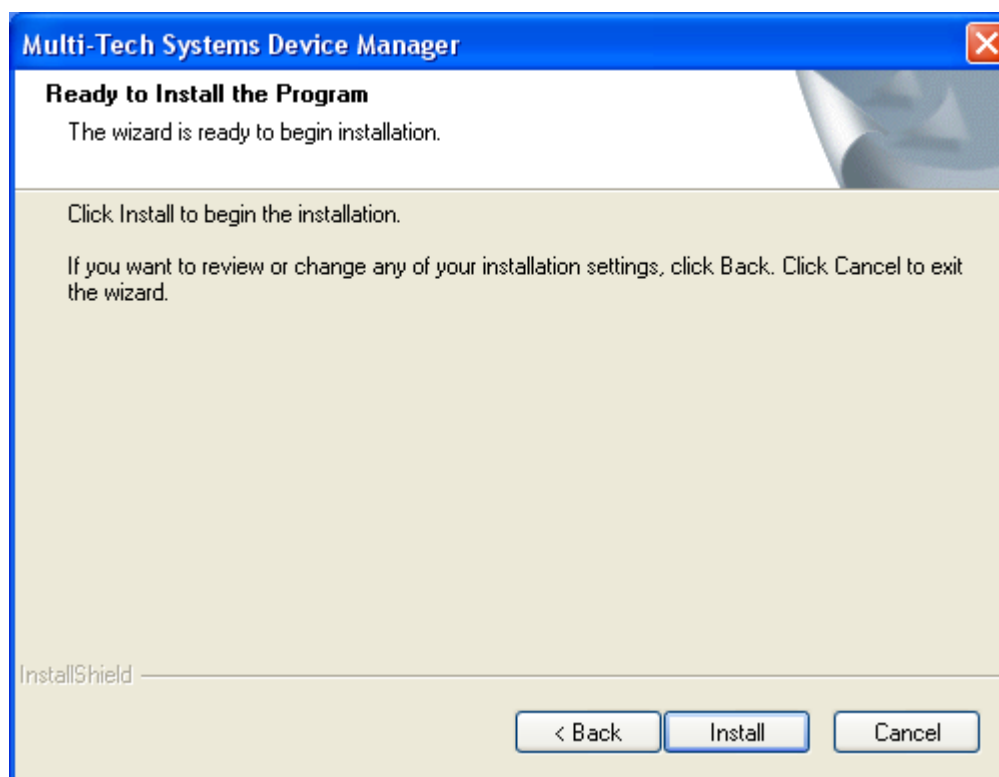 Multi-Tech Systems Device Manager
Ready to Install the Program
The wizard is ready to begin installation.
Click Install to begin the installation.
If you want to review or change any of your installation settings, click Back. Click Cancel to exit
the wizard.
InstallShield
< Back Install Cancel